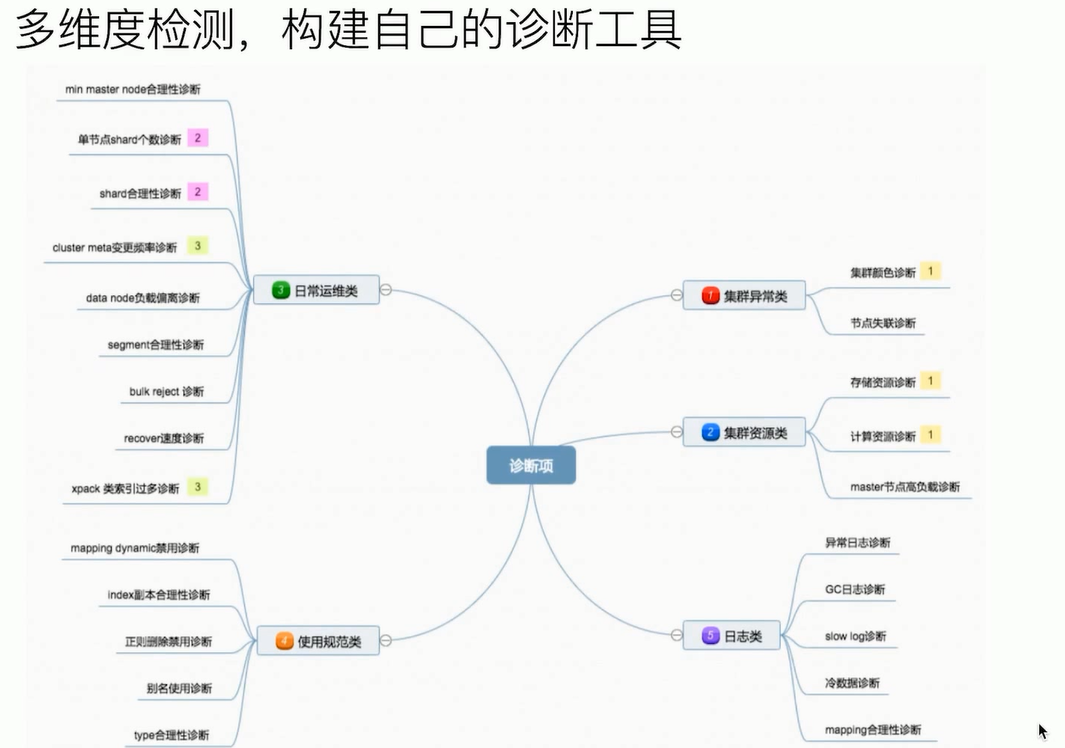 多维度检测，构建自己的诊断工具
诊断项
1 集群异常类
集群颜色诊断 1
节点失联诊断
2 集群资源类
存储资源诊断 1
计算资源诊断 1
master节点高负载诊断
3 日常运维类
min master node合理性诊断
单节点shard个数诊断 2
shard合理性诊断 2
cluster meta变更频率诊断 3
data node负载偏离诊断
segment合理性诊断
bulk reject 诊断
recover速度诊断
xpack 类索引过多诊断 3
4 使用规范类
mapping dynamic禁用诊断
index副本合理性诊断
正则删除禁用诊断
别名使用诊断
type合理性诊断
5 日志类
异常日志诊断
GC日志诊断
slow log诊断
冷数据诊断
mapping合理性诊断